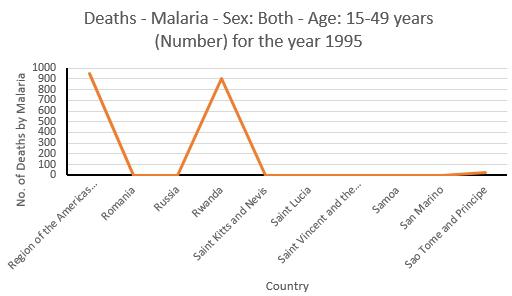 Deaths - Malaria - Sex: Both - Age: 15-49 years
(Number) for the year 1995
No. of Deaths by Malaria
1000
900
800
700
600
500
400
300
200
100
0
Region of the Americas...
Romania
Russia
Rwanda
Saint Kitts and Nevis
Saint Lucia
Saint Vincent and the...
Samoa
San Marino
Sao Tome and Principe
Country